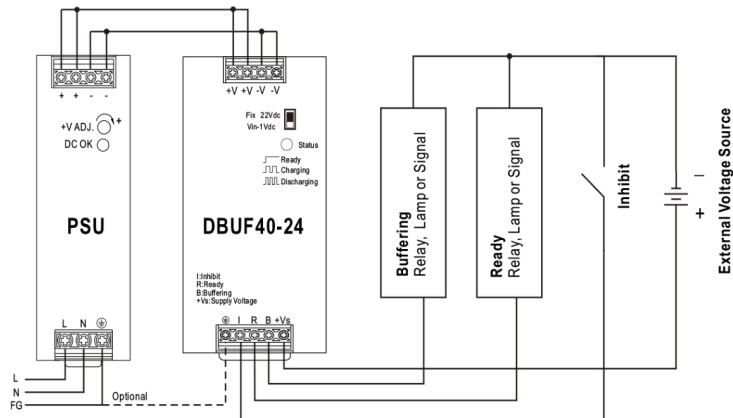 + + - -
+V ADJ. +
DC OK
PSU
L N
L
N
FG
Optional
+V +V -V -V
Fix 22Vdc
Vin-1Vdc
Status
Ready
Charging
Discharging
DBUF40-24
I:Inhibit
R:Ready
B:Buffering
+Vs:Supply Voltage
I R B +Vs
Buffering
Relay, Lamp or Signal
Ready
Relay, Lamp or Signal
Inhibit
− +
External Voltage Source